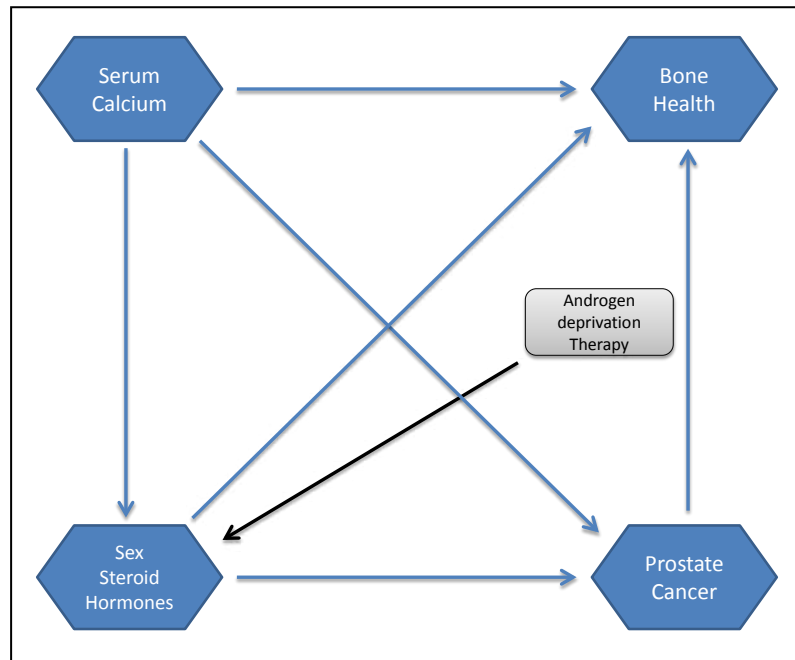 Serum
Calcium
Bone
Health
Androgen
deprivation
Therapy
Sex
Steroid
Hormones
Prostate
Cancer